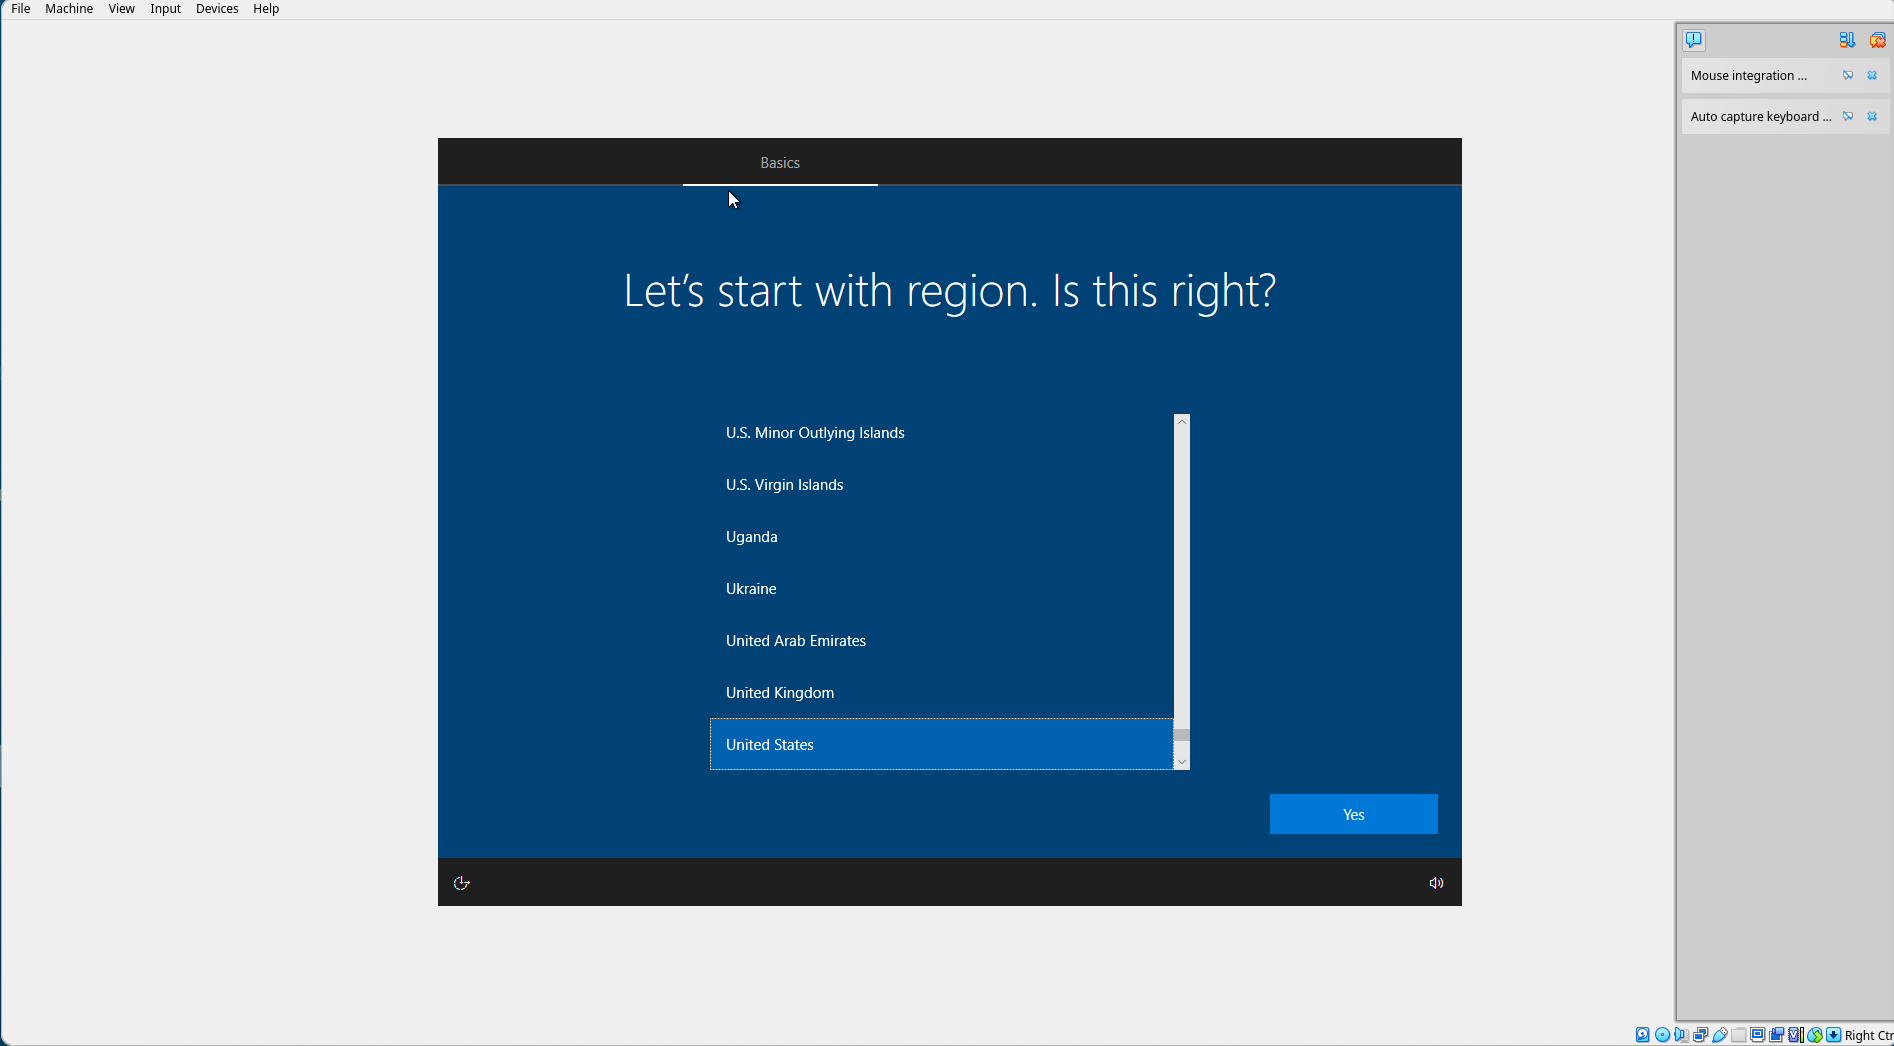 File Machine View Input Devices Help
Mouse integration ...
Auto capture keyboard ...
Basics
Let's start with region. Is this right?
U.S. Minor Outlying Islands
U.S. Virgin Islands
Uganda
Ukraine
United Arab Emirates
United Kingdom
United States
Yes
Right Ctr